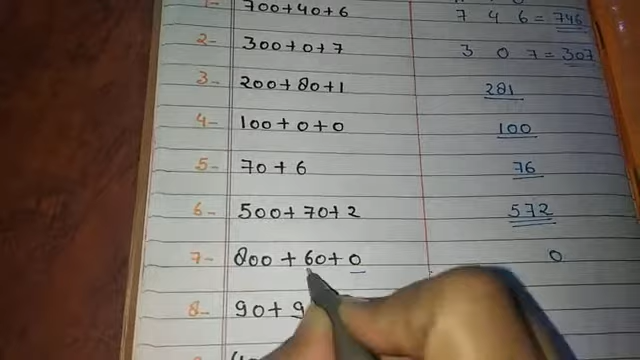 1- 700+40+6 7 4 6 = 746
2- 300+0+7 3 0 7 = 307
3- 200+80+1 281
4- 100+0+0 100
5- 70+6 76
6- 500+70+2 572
7- 800+60+0 0
8- 90+9